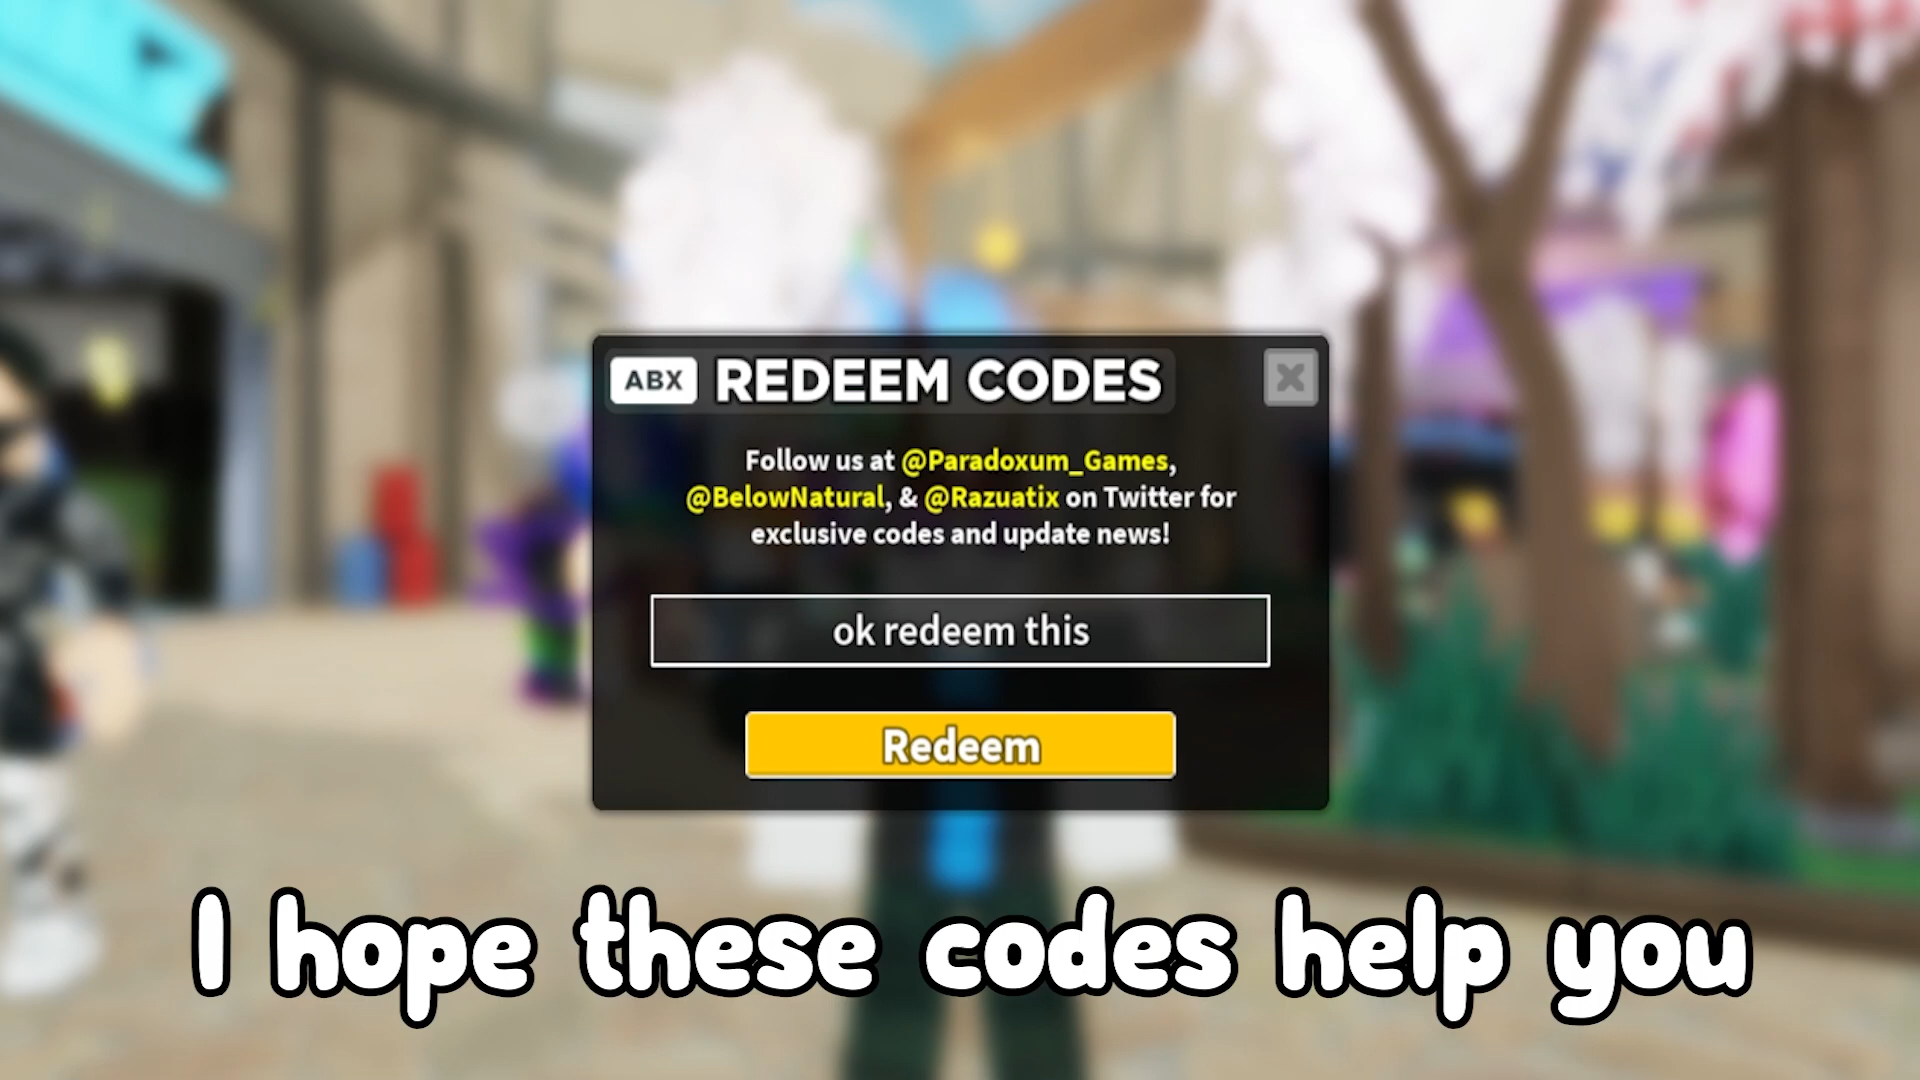 ABX REDEEM CODES
Follow us at @Paradoxum_Games,
@BelowNatural, & @Razuatix on Twitter for
exclusive codes and update news!
ok redeem this
Redeem
I hope these codes help you